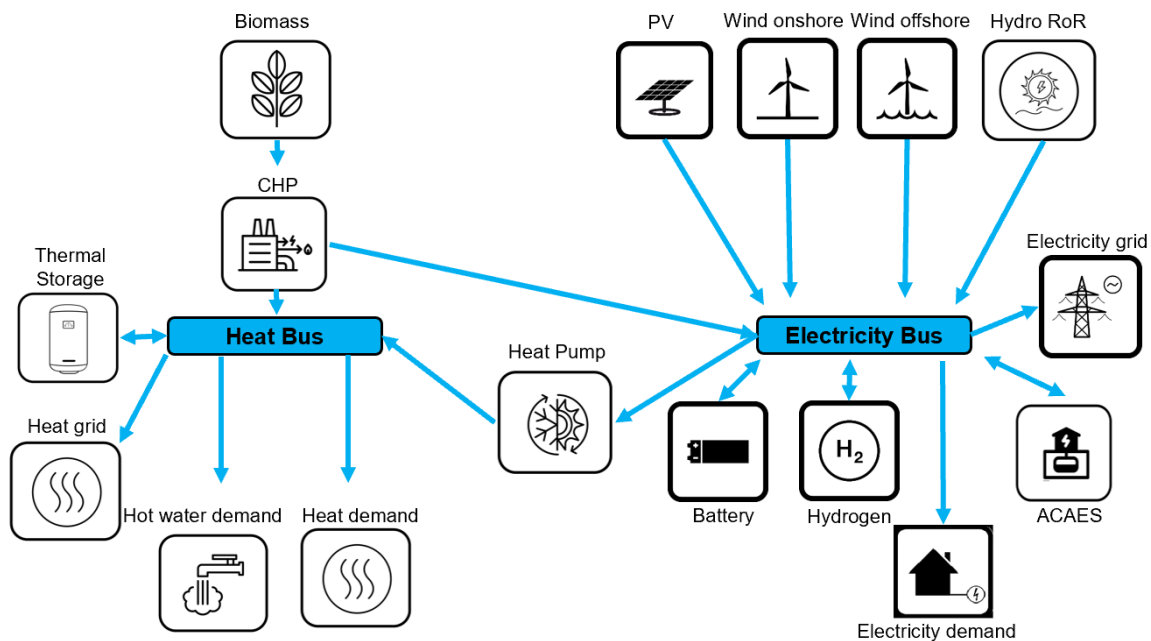 Biomass
PV
Wind onshore
Wind offshore
Hydro RoR
CHP
Thermal
Storage
Electricity grid
Heat Bus
Electricity Bus
Heat Pump
Heat grid
H2
Hot water demand
Heat demand
Battery
Hydrogen
ACAES
Electricity demand